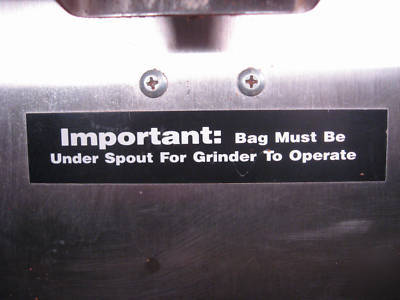 Important: Bag Must Be
Under Spout For Grinder To Operate